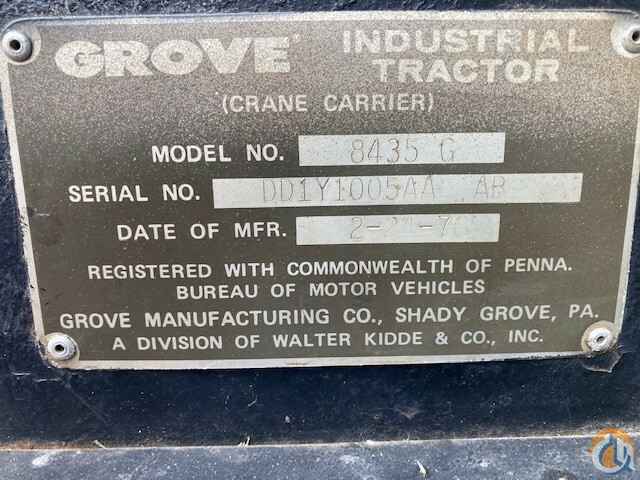 GROVE INDUSTRIAL
TRACTOR
(CRANE CARRIER)
MODEL NO. 8435 G
SERIAL NO. DD1Y1005AA AB
DATE OF MFR.
REGISTERED WITH COMMONWEALTH OF PENNA.
BUREAU OF MOTOR VEHICLES
GROVE MANUFACTURING CO., SHADY GROVE, PA.
A DIVISION OF WALTER KIDDE & CO., INC.